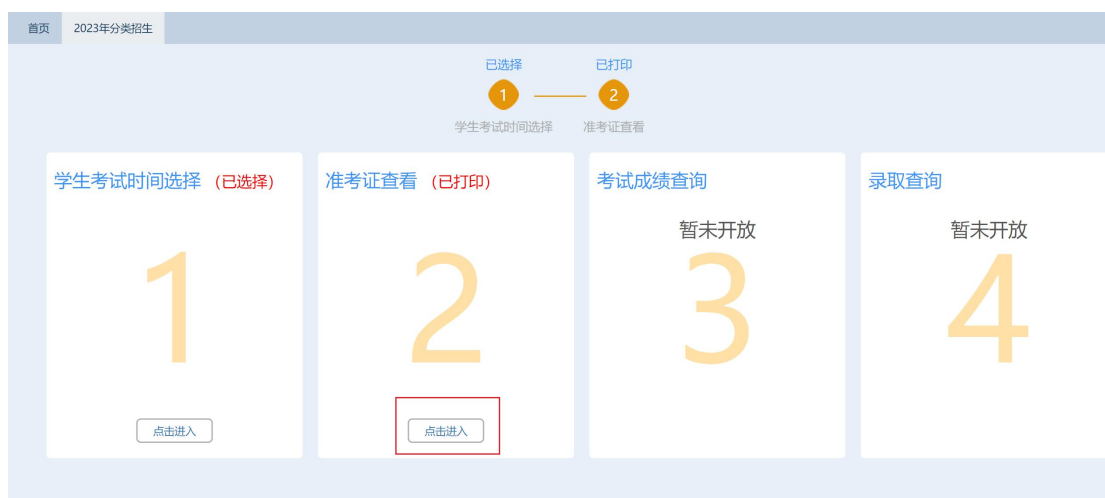 首页 2023年分类招生
已选择 已打印
1 2
学生考试时间选择 准考证查看
学生考试时间选择 (已选择)
1
点击进入
准考证查看 (已打印)
2
点击进入
考试成绩查询
暂未开放
3
录取查询
暂未开放
4